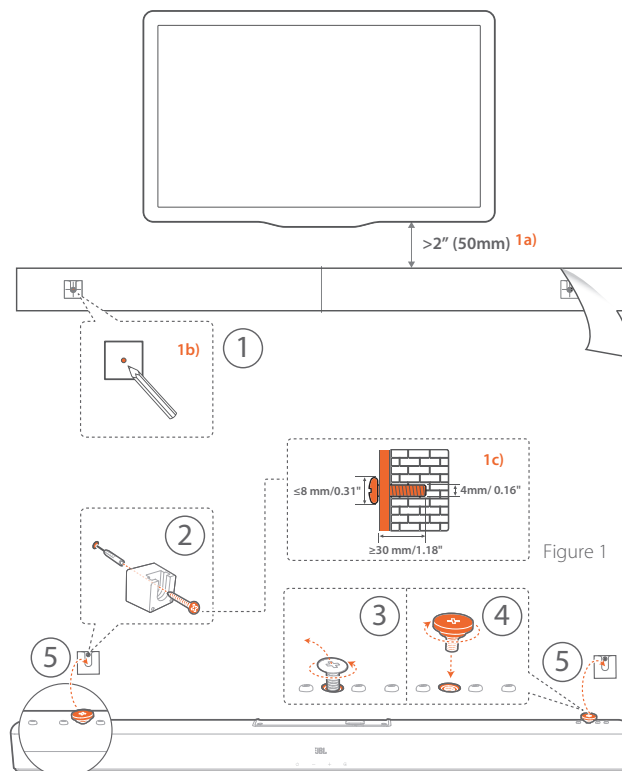 >2” (50mm) 1a)
1b)
1
1c)
≤8 mm/0.31"
4mm/ 0.16"
≥30 mm/1.18"
Figure 1
2
3
4
5
5
JBL